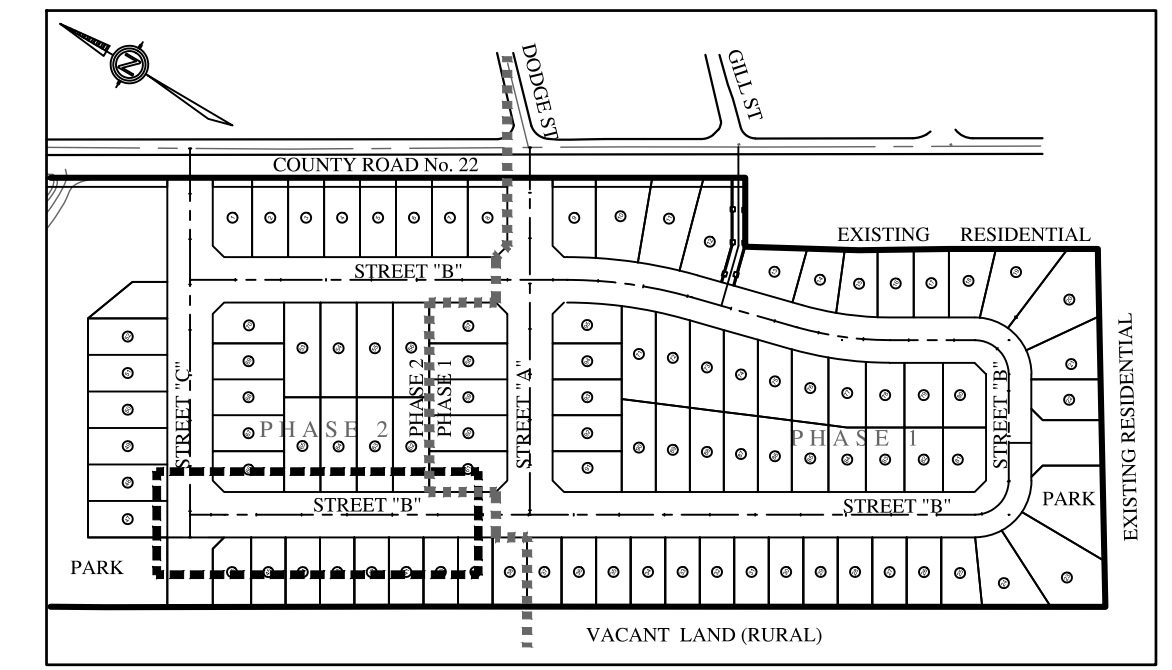 N
DODGE ST
GILL ST
COUNTY ROAD No. 22
EXISTING RESIDENTIAL
STREET "B"
EXISTING RESIDENTIAL
STREET "C"
PHASE 2
PHASE 1
STREET "A"
STREET "B"
PHASE 2
PHASE 1
STREET "B"
STREET "B"
PARK
PARK
VACANT LAND (RURAL)